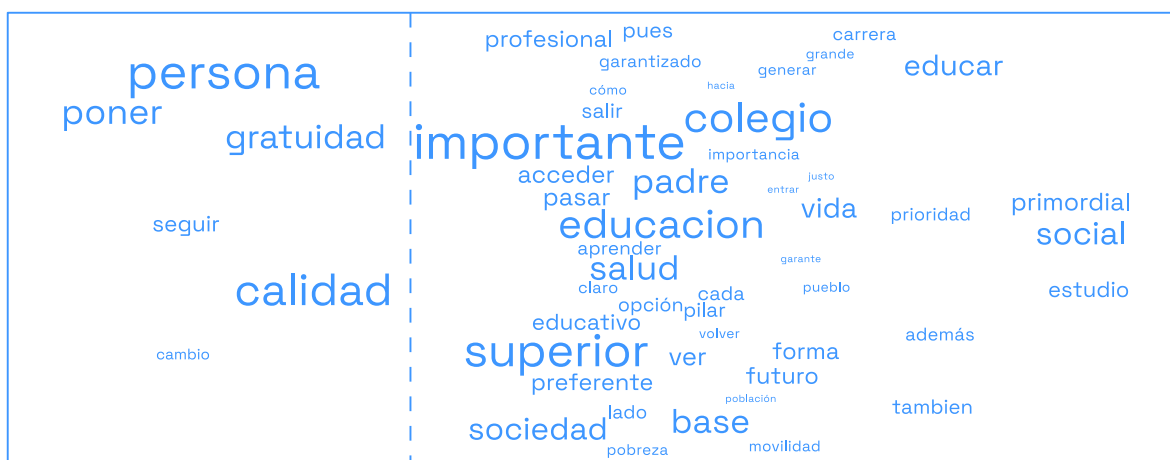 persona
poner
gratuidad
seguir
calidad
cambio
profesional
pues
carrera
grande
garantizado
generar
educar
cómo
hacia
salir
colegio
importante
importancia
acceder
padre
justo
entrar
pasar
vida
primordial
prioridad
educacion
social
aprender
salud
garante
claro
cada
pueblo
estudio
opción
pilar
educativo
volver
además
superior
ver
forma
preferente
futuro
población
tambien
lado
base
sociedad
pobreza
movilidad